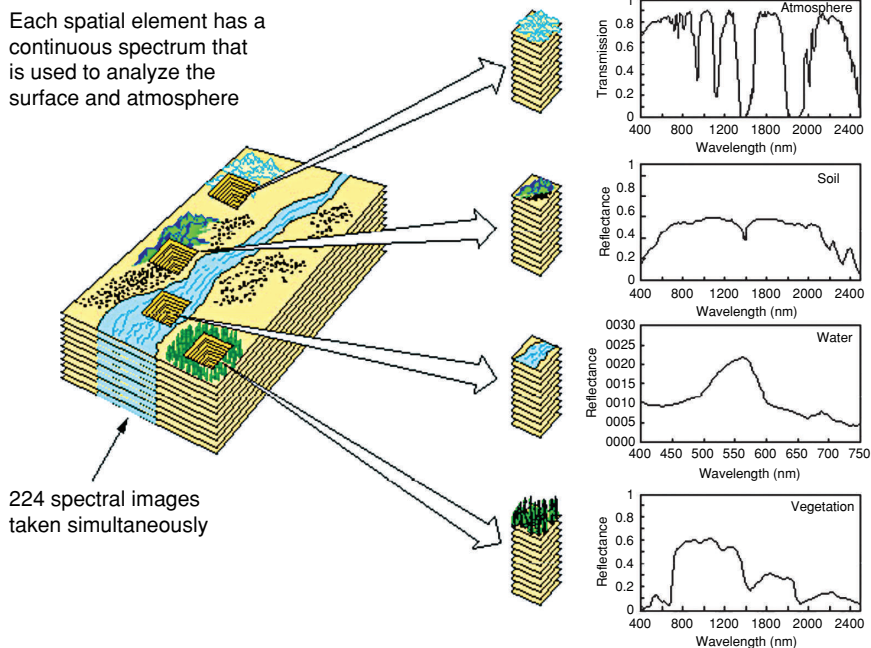 Each spatial element has a
continuous spectrum that
is used to analyze the
surface and atmosphere
224 spectral images
taken simultaneously
Atmosphere
Transmission
1
0.8
0.6
0.4
0.2
0
400 800 1200 1600 2000 2400
Wavelength (nm)
Soil
Reflectance
1
0.8
0.6
0.4
0.2
0
400 800 1200 1600 2000 2400
Wavelength (nm)
Water
Reflectance
0030
0020
0015
0010
0005
0000
400 450 500 550 600 650 700 750
Wavelength (nm)
Vegetation
Reflectance
1
0.8
0.6
0.4
0.2
0
400 800 1200 1600 2000 2400
Wavelength (nm)